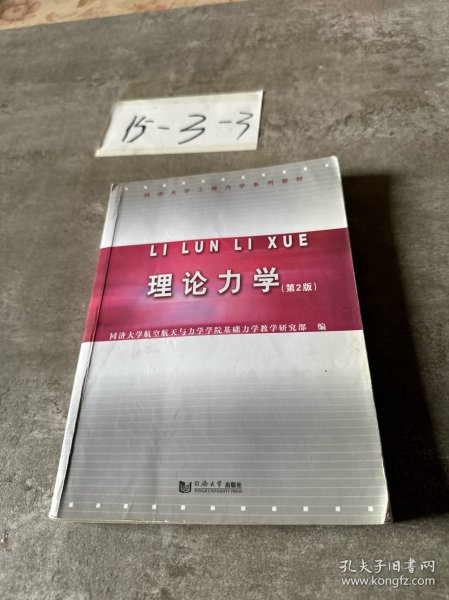 15-3-3
同济大学工程力学系列教材
LI LUN LI XUE
理论力学(第2版)
同济大学航空航天与力学学院基础力学教学研究部 编
同济大学出版社
TONGJI UNIVERSITY PRESS
孔夫子旧书网
www.kongfz.com